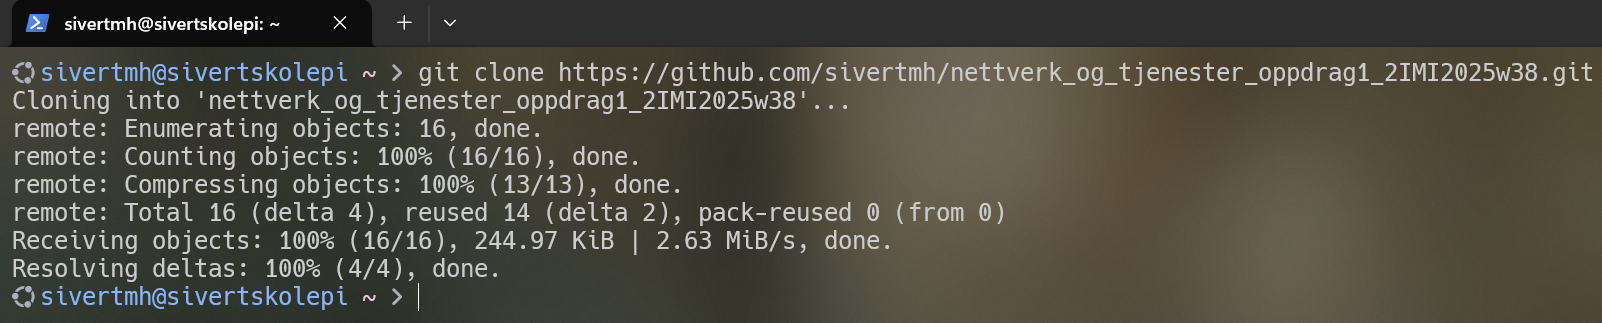 sivertmh@sivertskolepi: ~
sivertmh@sivertskolepi ~ > git clone https://github.com/sivertmh/nettverk_og_tjenester_oppdrag1_2IMI2025w38.git
Cloning into 'nettverk_og_tjenester_oppdrag1_2IMI2025w38'...
remote: Enumerating objects: 16, done.
remote: Counting objects: 100% (16/16), done.
remote: Compressing objects: 100% (13/13), done.
remote: Total 16 (delta 4), reused 14 (delta 2), pack-reused 0 (from 0)
Receiving objects: 100% (16/16), 244.97 KiB | 2.63 MiB/s, done.
Resolving deltas: 100% (4/4), done.
sivertmh@sivertskolepi ~ >